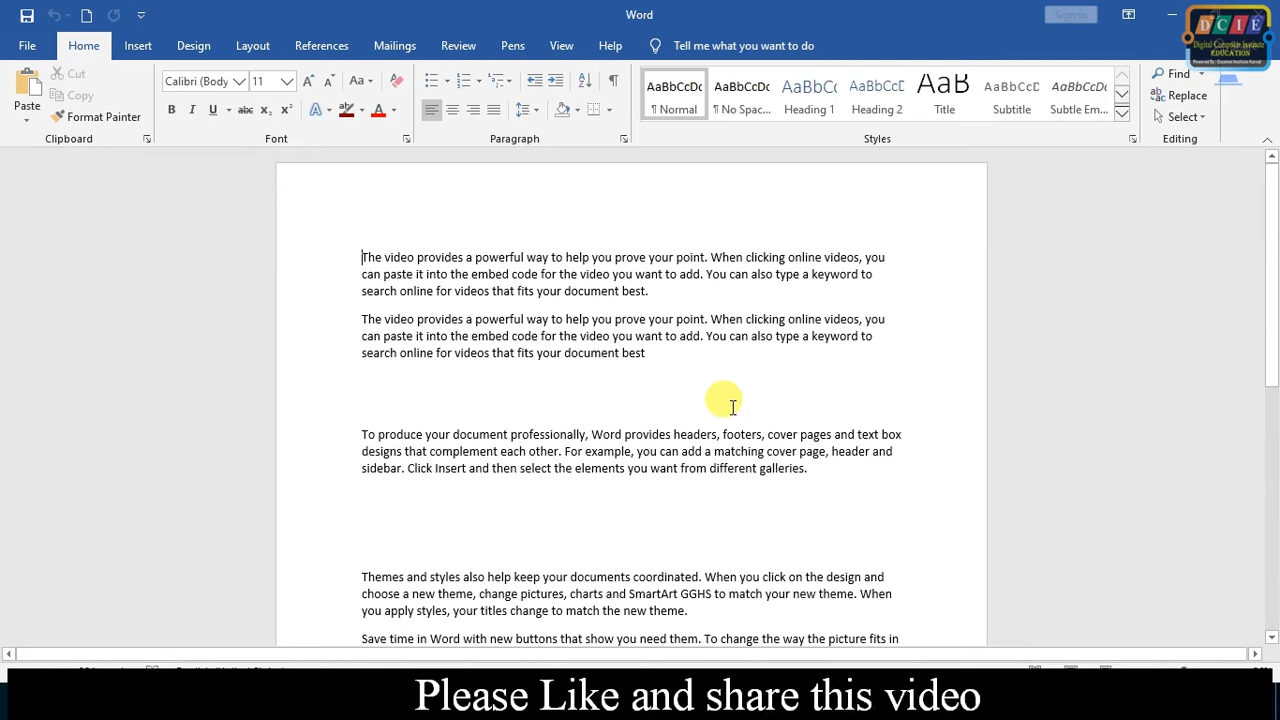 Word
Sign in
File Home Insert Design Layout References Mailings Review Pens View Help Tell me what you want to do
DCIE
Digital Computer Institute
EDUCATION
Paste
Cut
Copy
Format Painter
Clipboard
Calibri (Body 11
Font
Paragraph
AaBbCcDc AaBbCcDc AaBbCc AaBbCcD AaB AaBbCcD AaBbCcD
¶ Normal ¶ No Spac... Heading 1 Heading 2 Title Subtitle Subtle Em...
Styles
Find
Replace
Select
Editing
The video provides a powerful way to help you prove your point. When clicking online videos, you
can paste it into the embed code for the video you want to add. You can also type a keyword to
search online for videos that fits your document best.
The video provides a powerful way to help you prove your point. When clicking online videos, you
can paste it into the embed code for the video you want to add. You can also type a keyword to
search online for videos that fits your document best
To produce your document professionally, Word provides headers, footers, cover pages and text box
designs that complement each other. For example, you can add a matching cover page, header and
sidebar. Click Insert and then select the elements you want from different galleries.
Themes and styles also help keep your documents coordinated. When you click on the design and
choose a new theme, change pictures, charts and SmartArt GGHS to match your new theme. When
you apply styles, your titles change to match the new theme.
Save time in Word with new buttons that show you need them. To change the way the picture fits in
Please Like and share this video